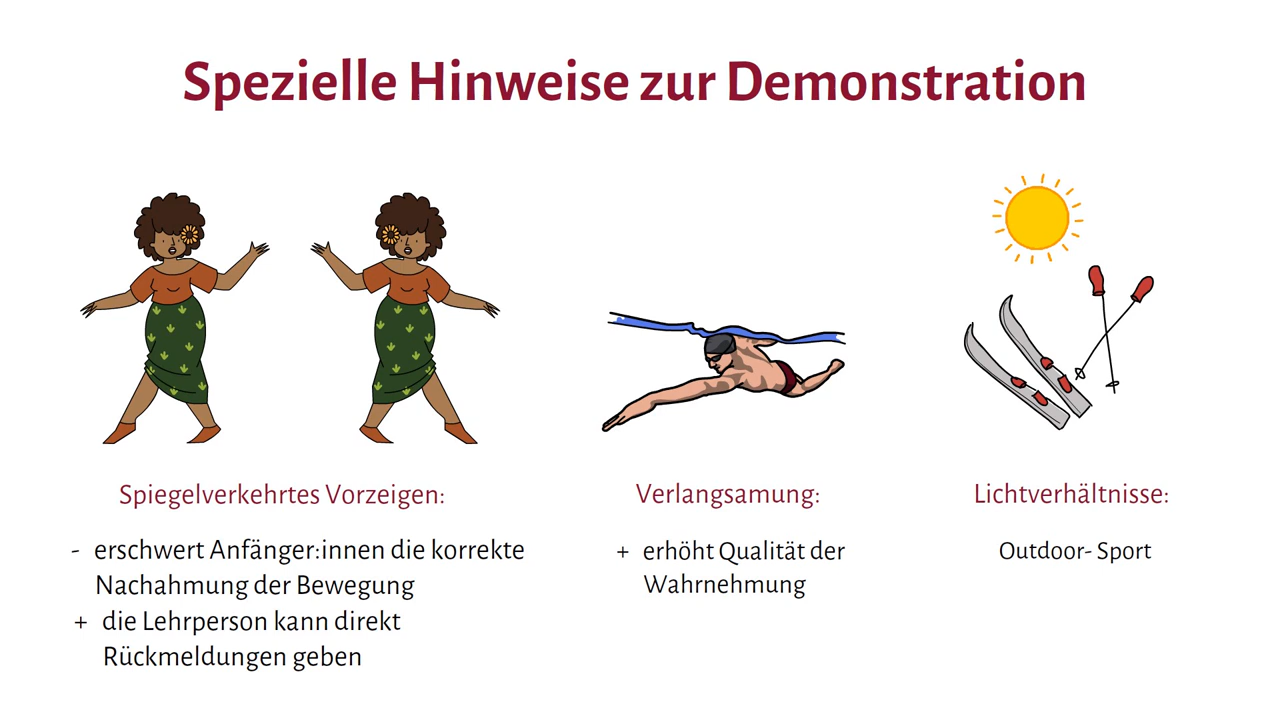 Spezielle Hinweise zur Demonstration
Spiegelverkehrtes Vorzeigen:
- erschwert Anfänger:innen die korrekte
Nachahmung der Bewegung
+ die Lehrperson kann direkt
Rückmeldungen geben
Verlangsamung:
+ erhöht Qualität der
Wahrnehmung
Lichtverhältnisse:
Outdoor- Sport